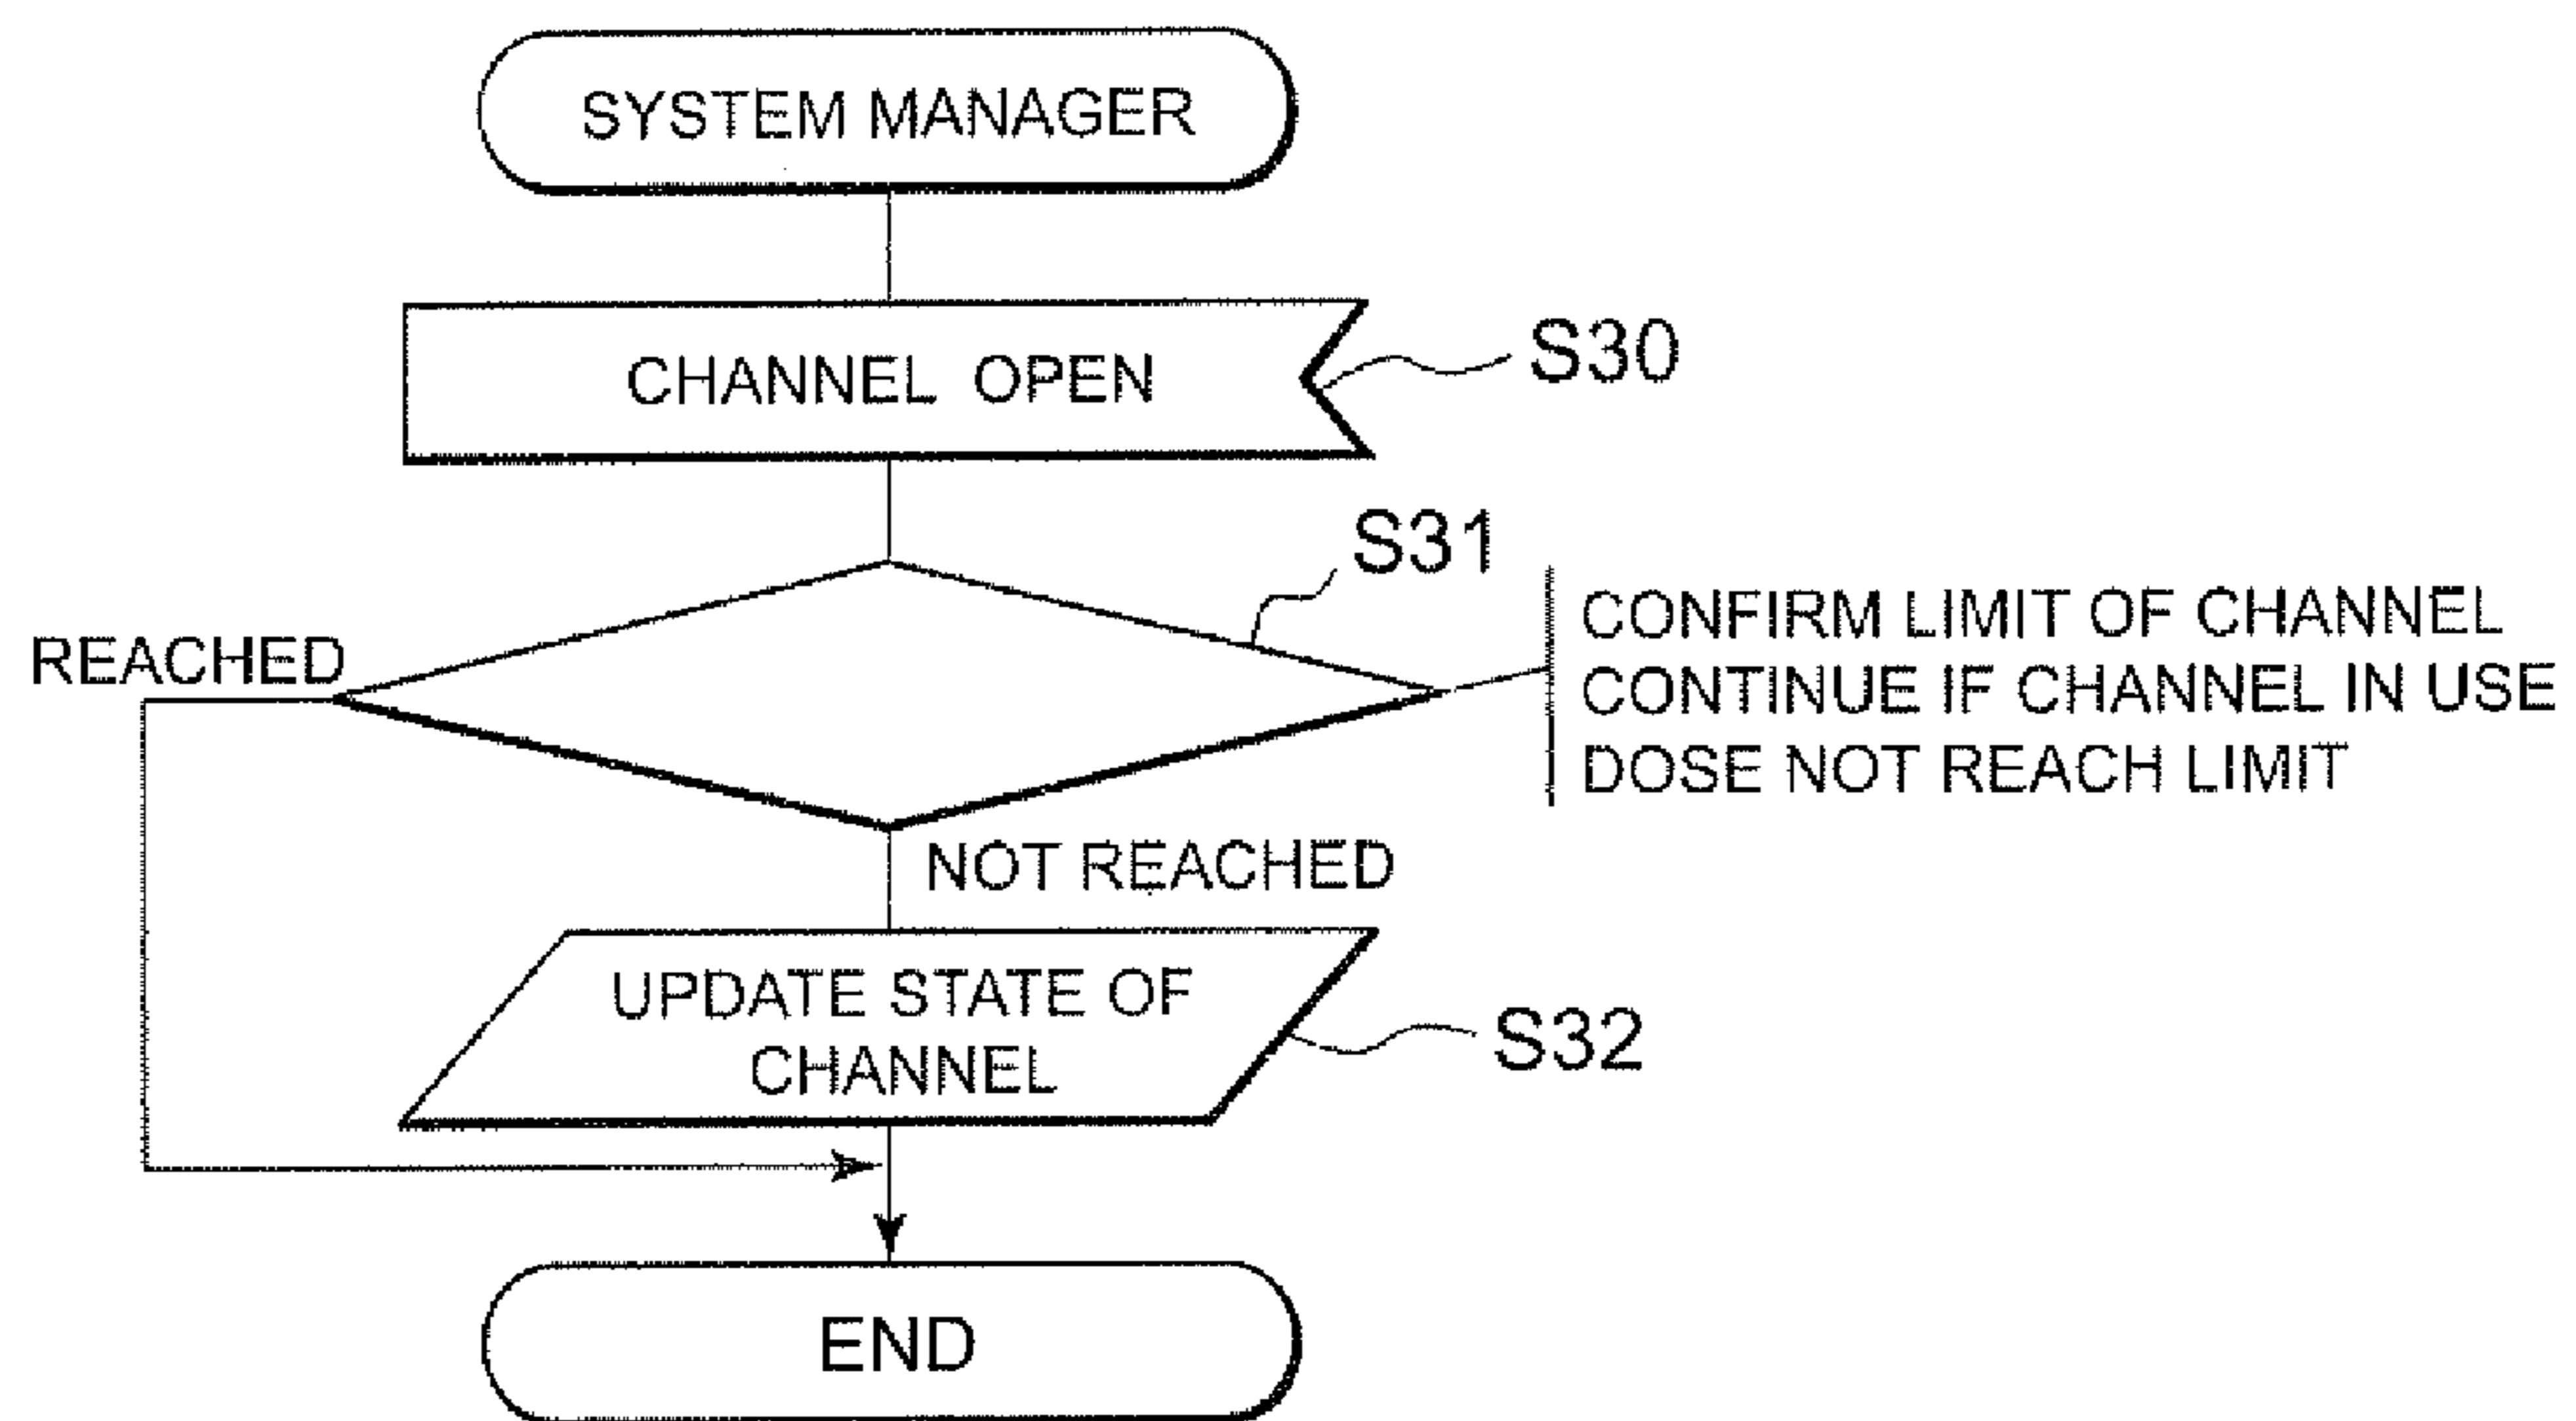 SYSTEM MANAGER
CHANNEL OPEN
S30
S31
REACHED
CONFIRM LIMIT OF CHANNEL
CONTINUE IF CHANNEL IN USE
DOSE NOT REACH LIMIT
NOT REACHED
UPDATE STATE OF
CHANNEL
S32
END